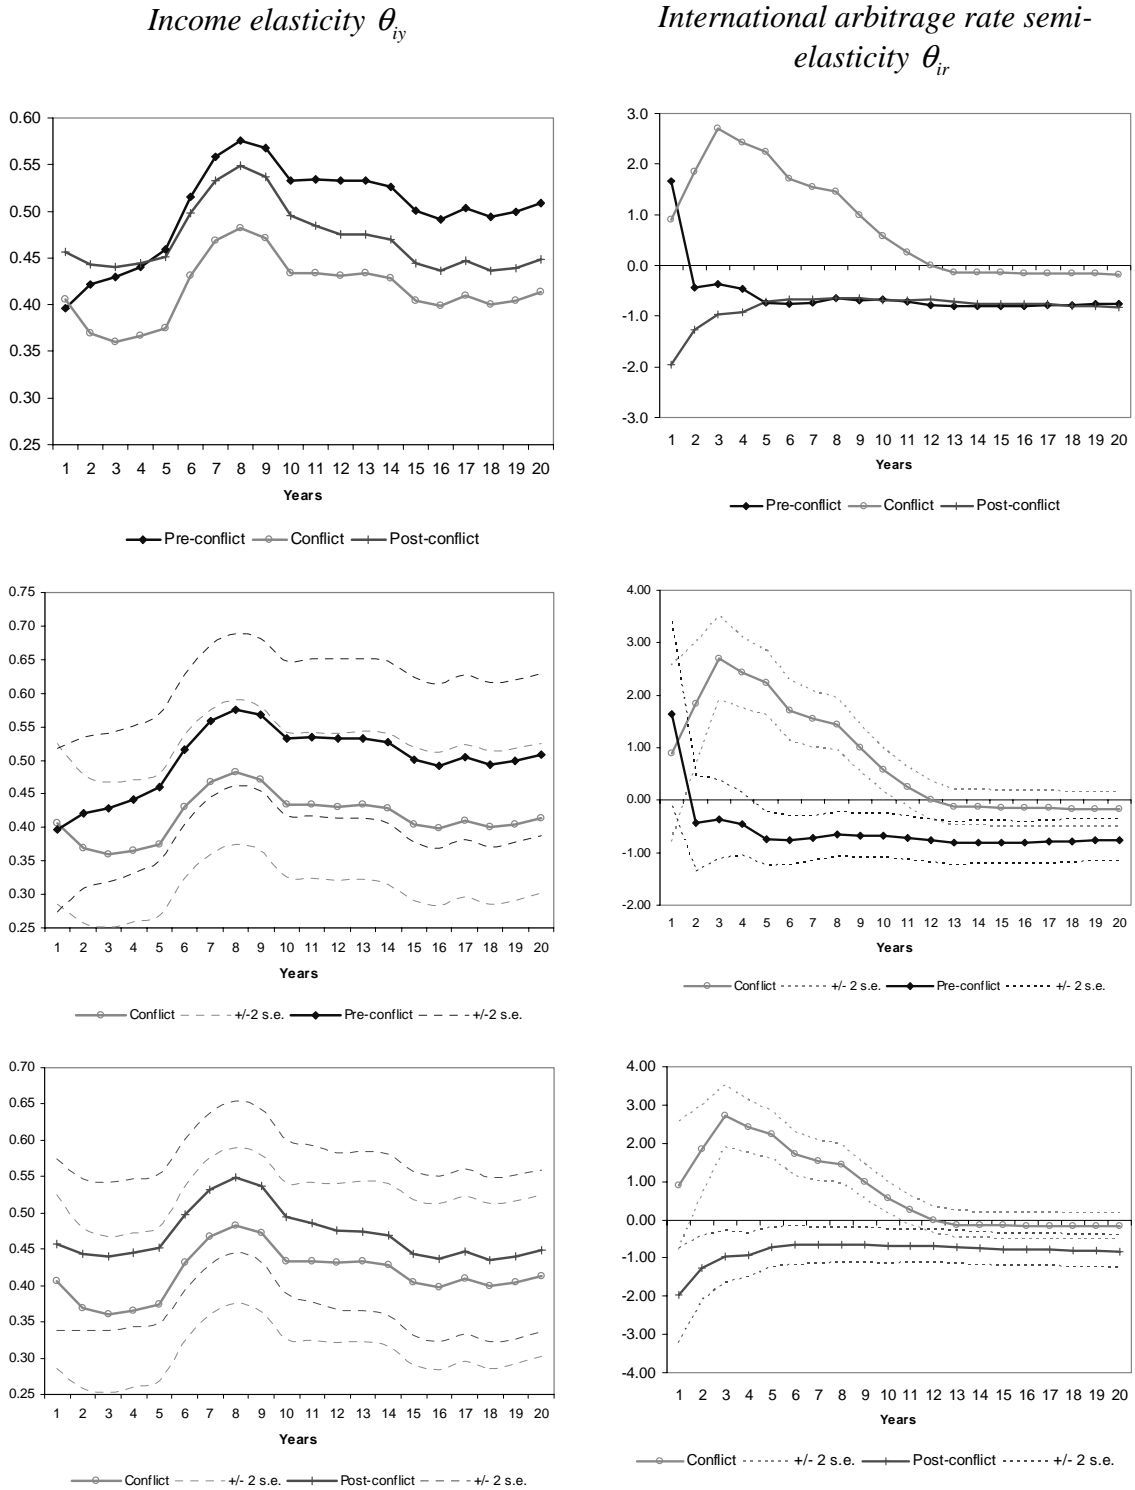 Income elasticity θiy
International arbitrage rate semi-
elasticity θir
0.60
0.55
0.50
0.45
0.40
0.35
0.30
0.25
1 2 3 4 5 6 7 8 9 10 11 12 13 14 15 16 17 18 19 20
Years
Pre-conflict Conflict Post-conflict
3.0
2.0
1.0
0.0
-1.0
-2.0
-3.0
1 2 3 4 5 6 7 8 9 10 11 12 13 14 15 16 17 18 19 20
Years
Pre-conflict Conflict Post-conflict
0.75
0.70
0.65
0.60
0.55
0.50
0.45
0.40
0.35
0.30
0.25
1 2 3 4 5 6 7 8 9 10 11 12 13 14 15 16 17 18 19 20
Years
Conflict +/-2 s.e. Pre-conflict +/-2 s.e.
4.00
3.00
2.00
1.00
0.00
-1.00
-2.00
1 2 3 4 5 6 7 8 9 10 11 12 13 14 15 16 17 18 19 20
Years
Conflict +/- 2 s.e. Pre-conflict +/- 2 s.e.
0.70
0.65
0.60
0.55
0.50
0.45
0.40
0.35
0.30
0.25
1 2 3 4 5 6 7 8 9 10 11 12 13 14 15 16 17 18 19 20
Years
Conflict +/- 2 s.e. Post-conflict +/- 2 s.e.
4.00
3.00
2.00
1.00
0.00
-1.00
-2.00
-3.00
-4.00
1 2 3 4 5 6 7 8 9 10 11 12 13 14 15 16 17 18 19 20
Years
Conflict +/- 2 s.e. Post-conflict +/- 2 s.e.